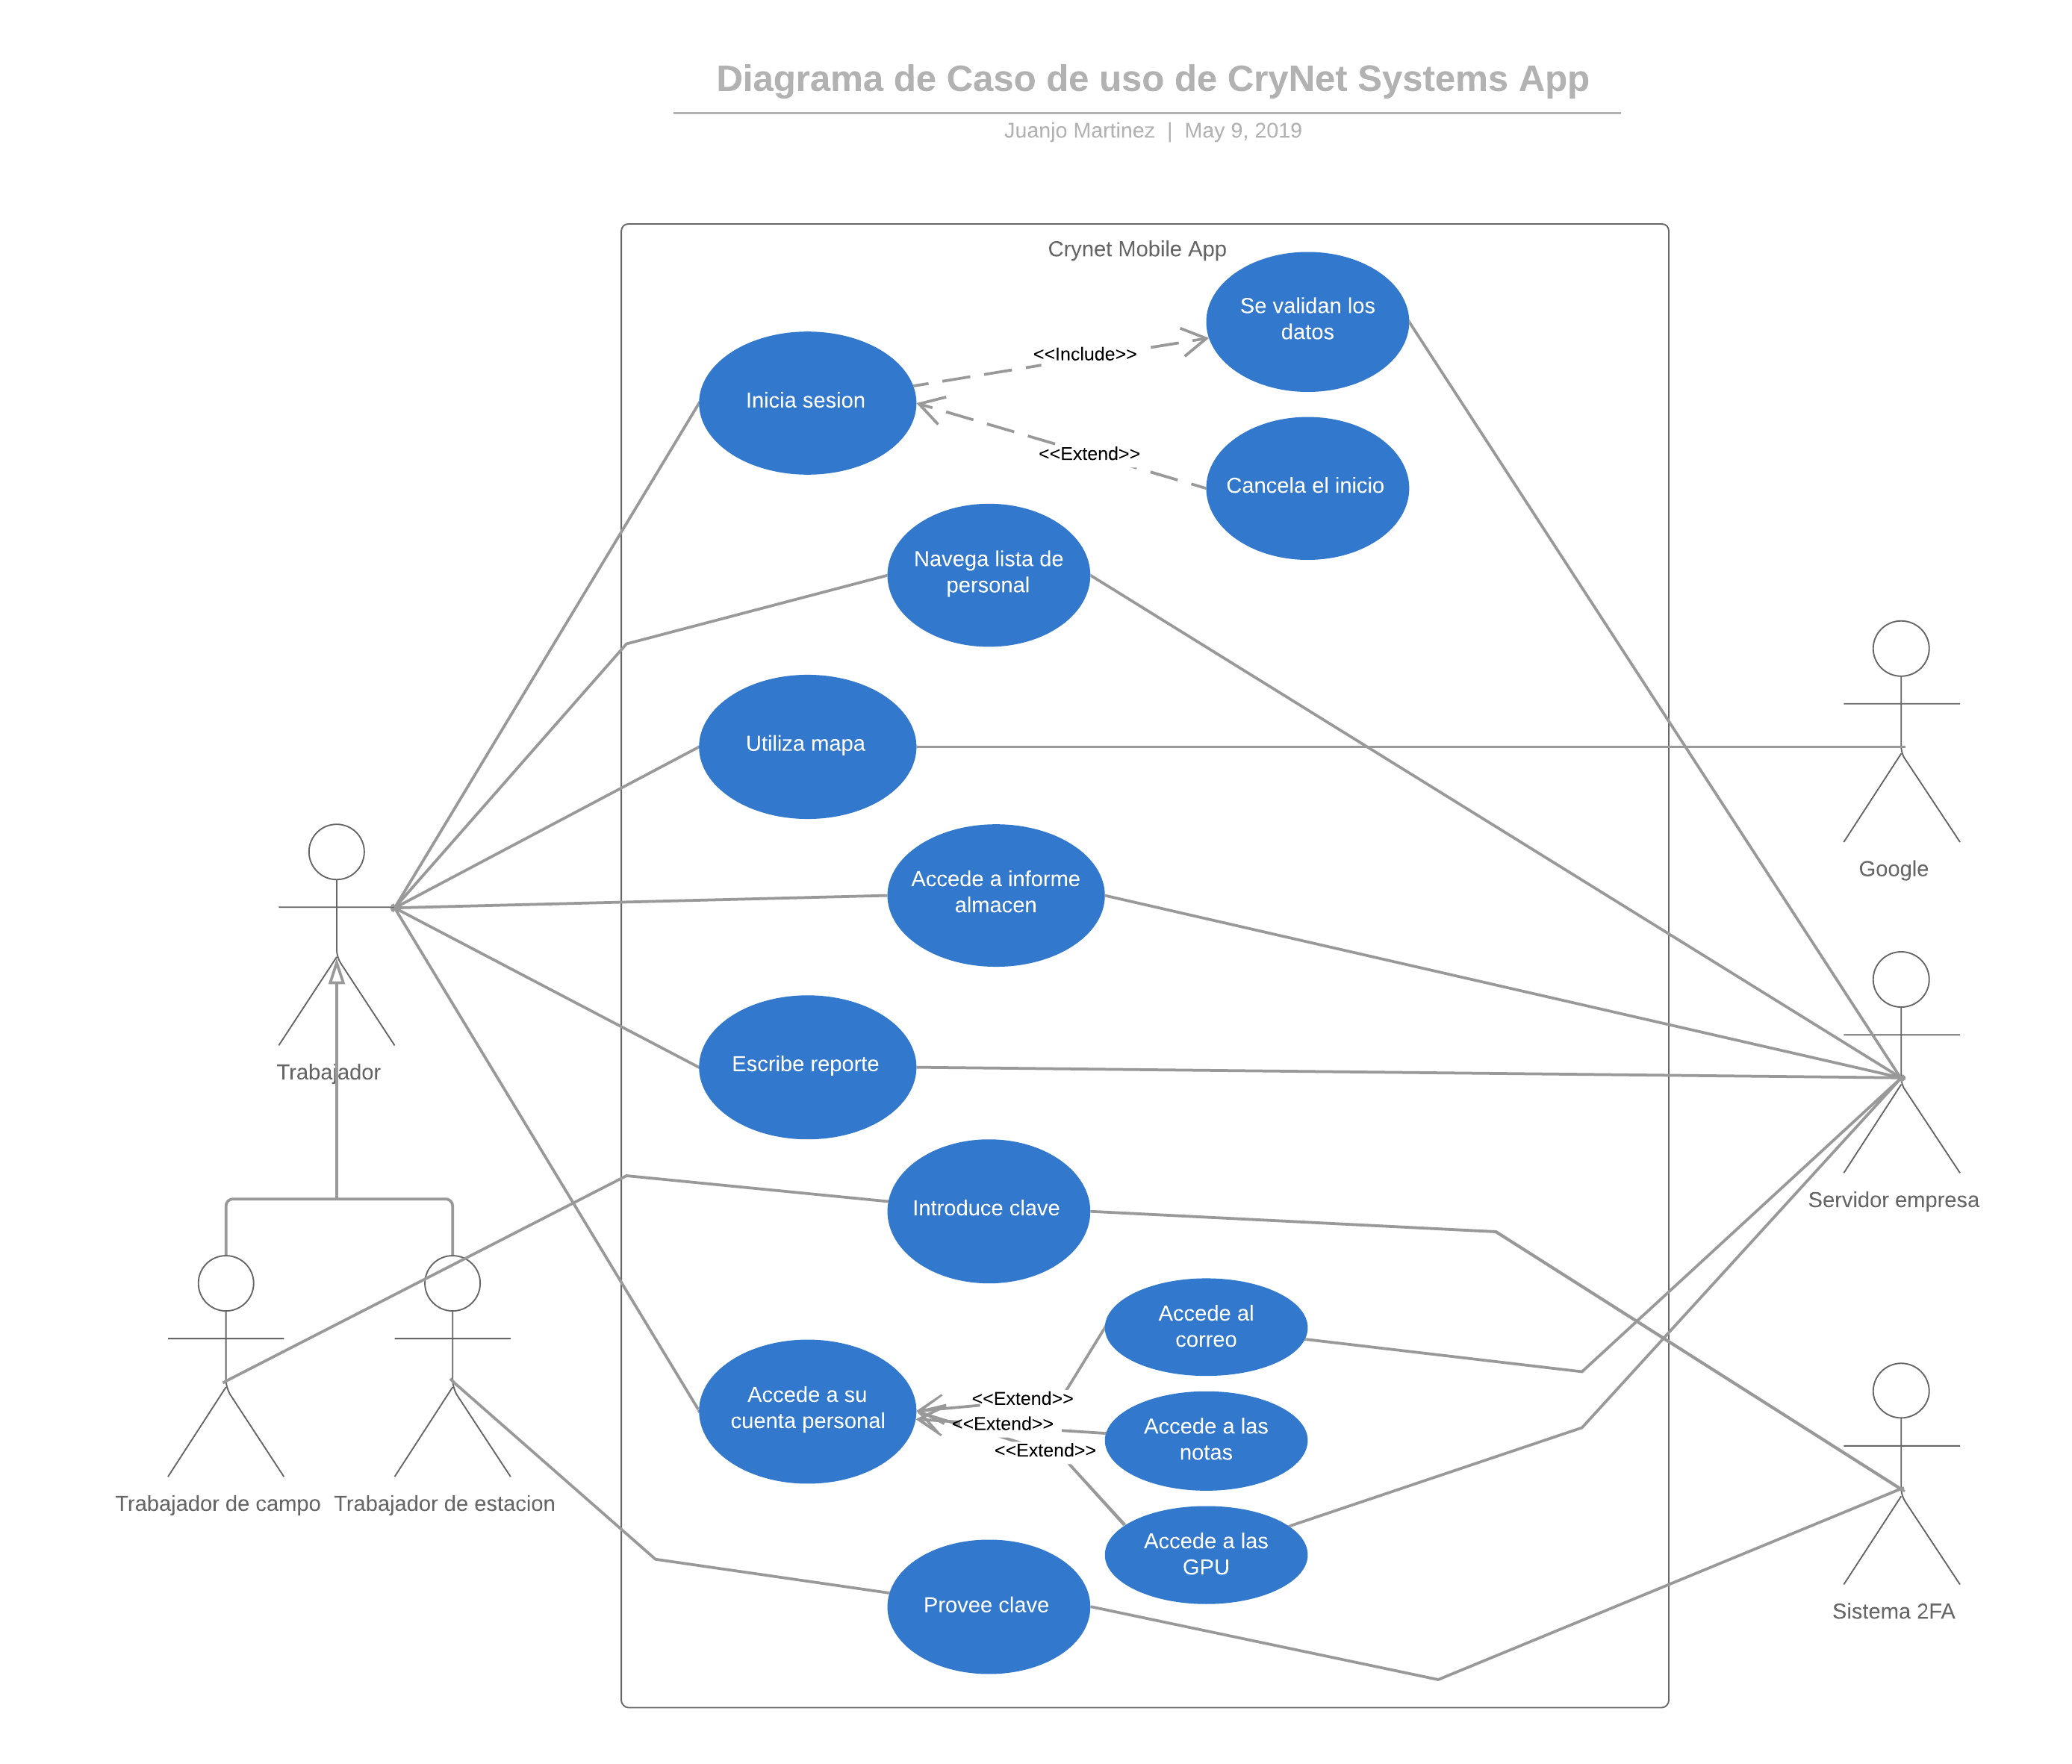 Diagrama de Caso de uso de CryNet Systems App
Juanjo Martinez | May 9, 2019
Crynet Mobile App
Se validan los
datos
<<Include>>
Inicia sesion
<<Extend>>
Cancela el inicio
Navega lista de
personal
Utiliza mapa
Google
Accede a informe
almacen
Trabajador
Escribe reporte
Servidor empresa
Introduce clave
Accede al
correo
Accede a su
cuenta personal
<<Extend>>
<<Extend>>
<<Extend>>
Accede a las
notas
Trabajador de campo
Trabajador de estacion
Accede a las
GPU
Provee clave
Sistema 2FA